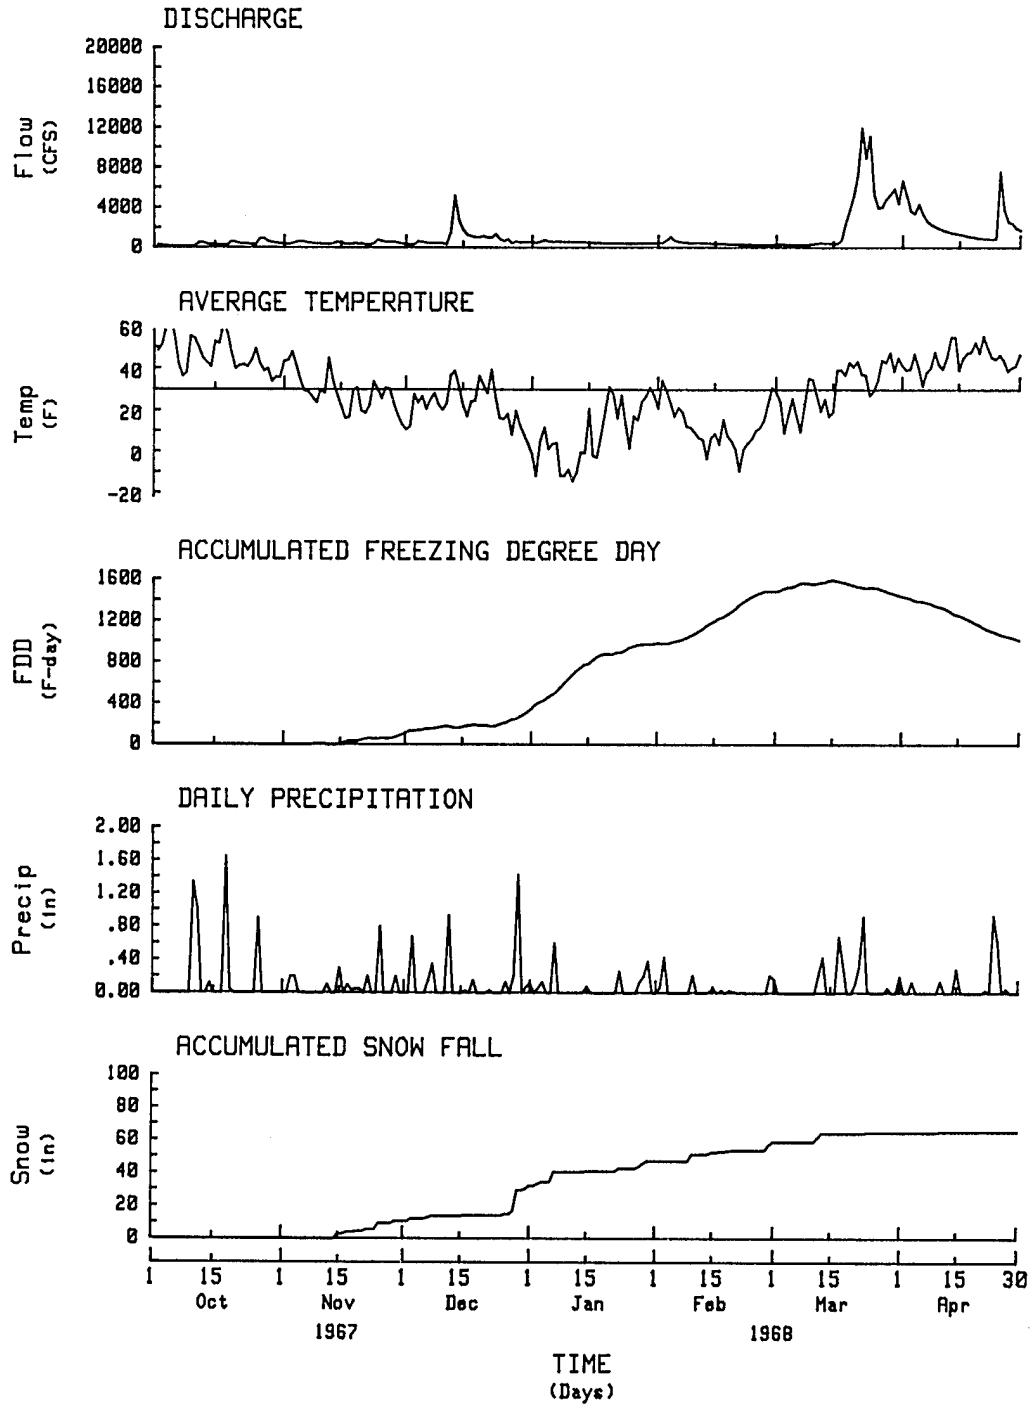 DISCHARGE
20000
16000
12000
8000
4000
0
Flow
(CFS)
AVERAGE TEMPERATURE
60
40
20
0
-20
Temp
(F)
ACCUMULATED FREEZING DEGREE DAY
1600
1200
800
400
0
FDD
(F-day)
DAILY PRECIPITATION
2.00
1.60
1.20
.80
.40
0.00
Precip
(in)
ACCUMULATED SNOW FALL
100
80
60
40
20
0
Snow
(in)
1 15 1 15 1 15 1 15 1 15 1 15 1 15 30
Oct Nov Dec Jan Feb Mar Apr
1967 1968
TIME
(Days)